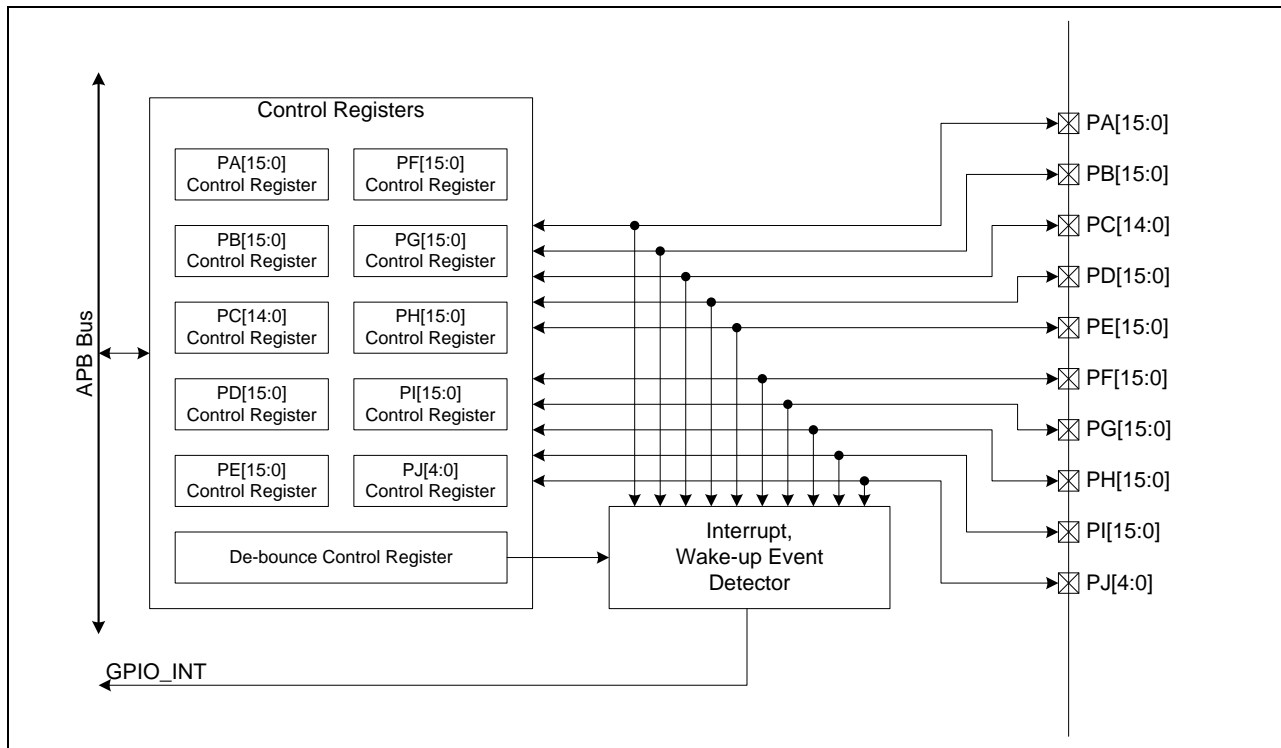 Control Registers
PA[15:0]
Control Register
PF[15:0]
Control Register
PB[15:0]
Control Register
PG[15:0]
Control Register
PC[14:0]
Control Register
PH[15:0]
Control Register
PD[15:0]
Control Register
PI[15:0]
Control Register
PE[15:0]
Control Register
PJ[4:0]
Control Register
De-bounce Control Register
APB Bus
Interrupt,
Wake-up Event
Detector
GPIO_INT
PA[15:0]
PB[15:0]
PC[14:0]
PD[15:0]
PE[15:0]
PF[15:0]
PG[15:0]
PH[15:0]
PI[15:0]
PJ[4:0]